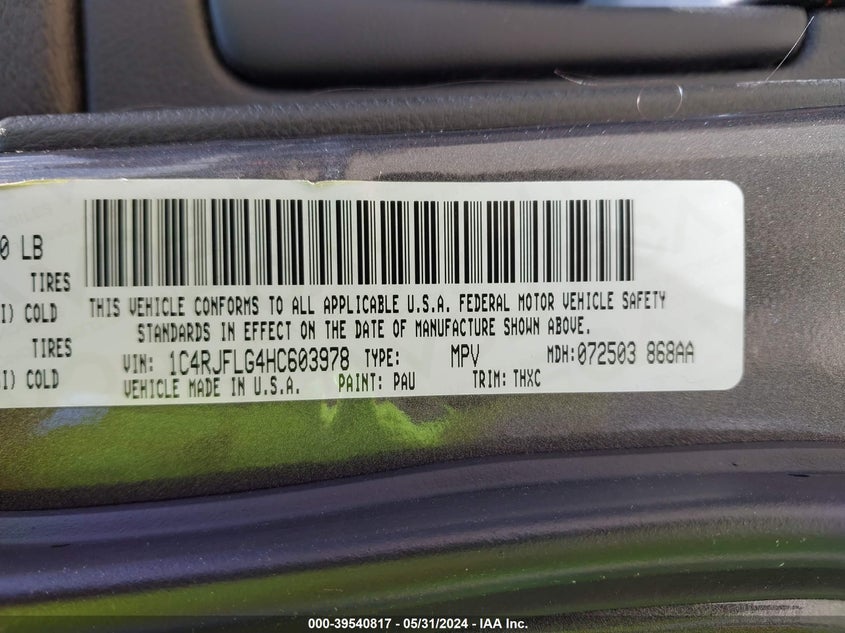 0 LB
TIRES
I) COLD
TIRES
I) COLD
THIS VEHICLE CONFORMS TO ALL APPLICABLE U.S.A. FEDERAL MOTOR VEHICLE SAFETY
STANDARDS IN EFFECT ON THE DATE OF MANUFACTURE SHOWN ABOVE.
VIN: 1C4RJFLG4HC603978 TYPE: MPV MDH:072503 868AA
VEHICLE MADE IN U.S.A. PAINT: PAU TRIM: THXC
000-39540817 - 05/31/2024 - IAA Inc.